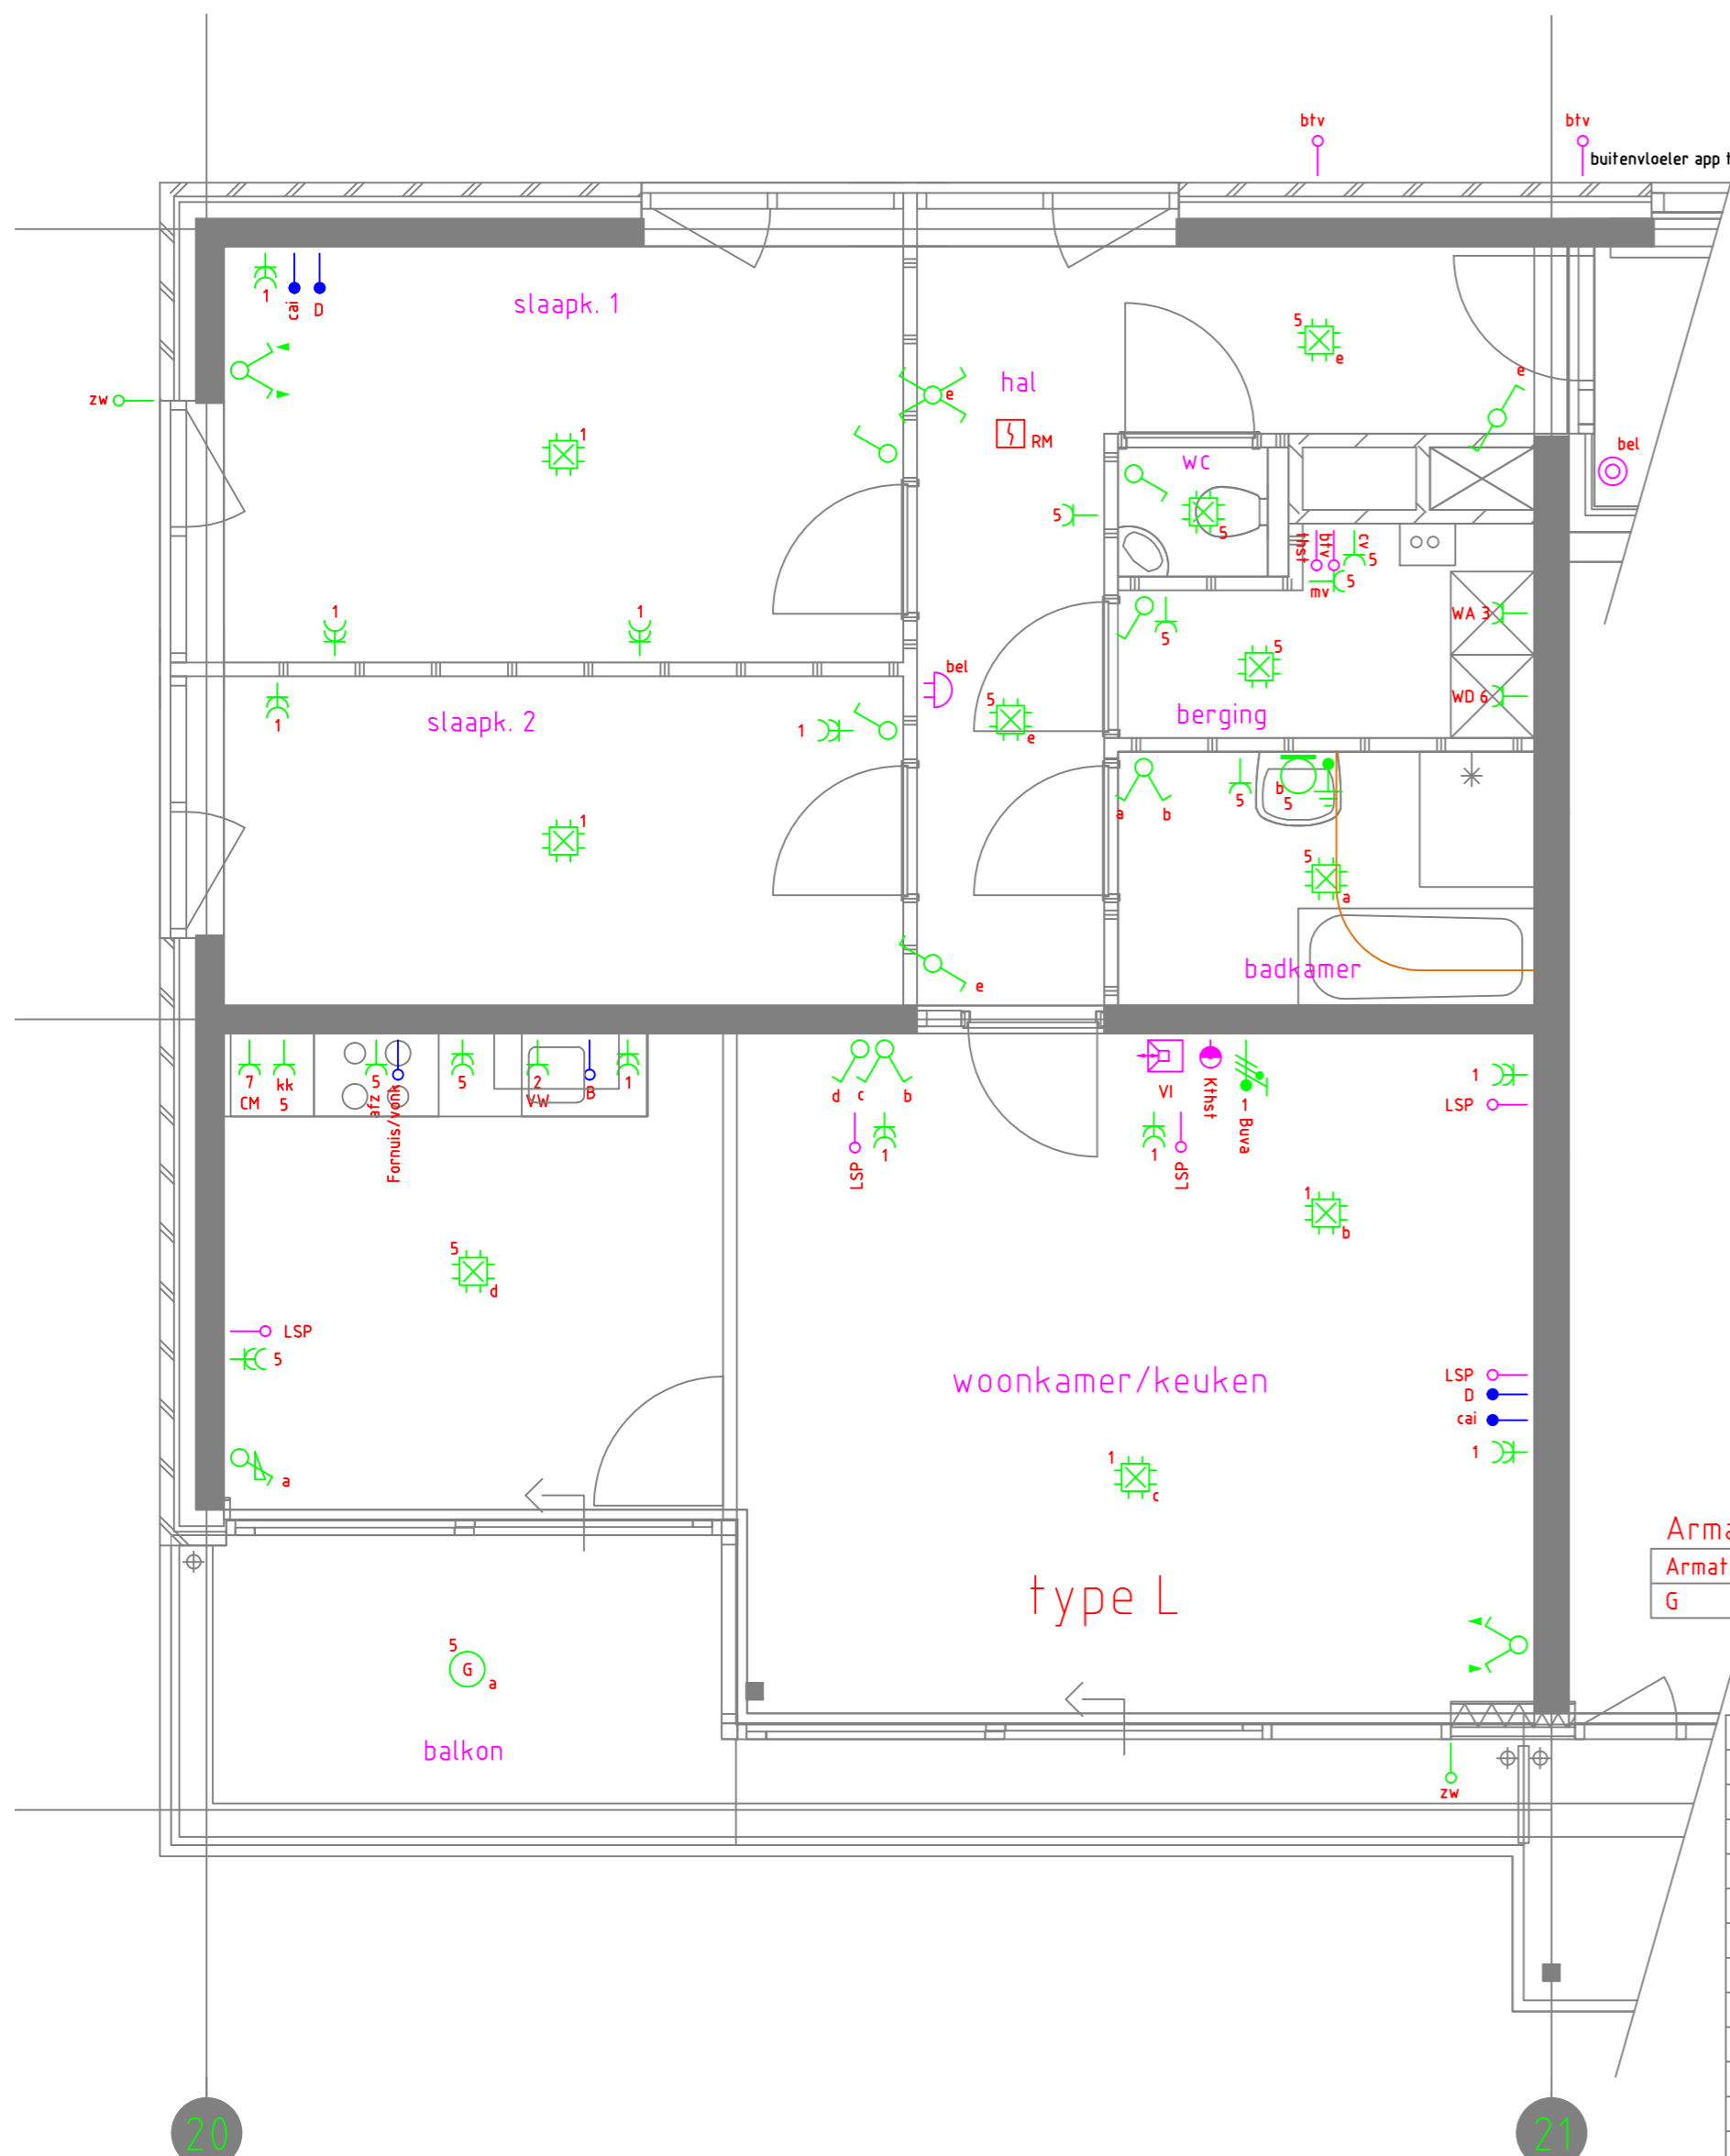 btv
btv
buitenvloeler app
1
cai
D
slaapk. 1
5
e
hal
e
e
zw
1
RM
bel
wc
5
5
thst
btv
cv
5
5
mv
WA 3
1
1
5
5
bel
WD 6
1
slaapk. 2
1
5
e
berging
b
5
5
a
b
1
5
a
badkamer
e
7
CM
kk
5
5
afz
Fornuis/vonk
5
2
VW
B
1
d
c
b
LSP
1
VI
Kthst
1 Buva
1
LSP
1
LSP
1
b
5
d
LSP
5
woonkamer/keuken
LSP
D
cai
1
1
c
a
Armat
G
type L
5
G
a
balkon
zw
20
21